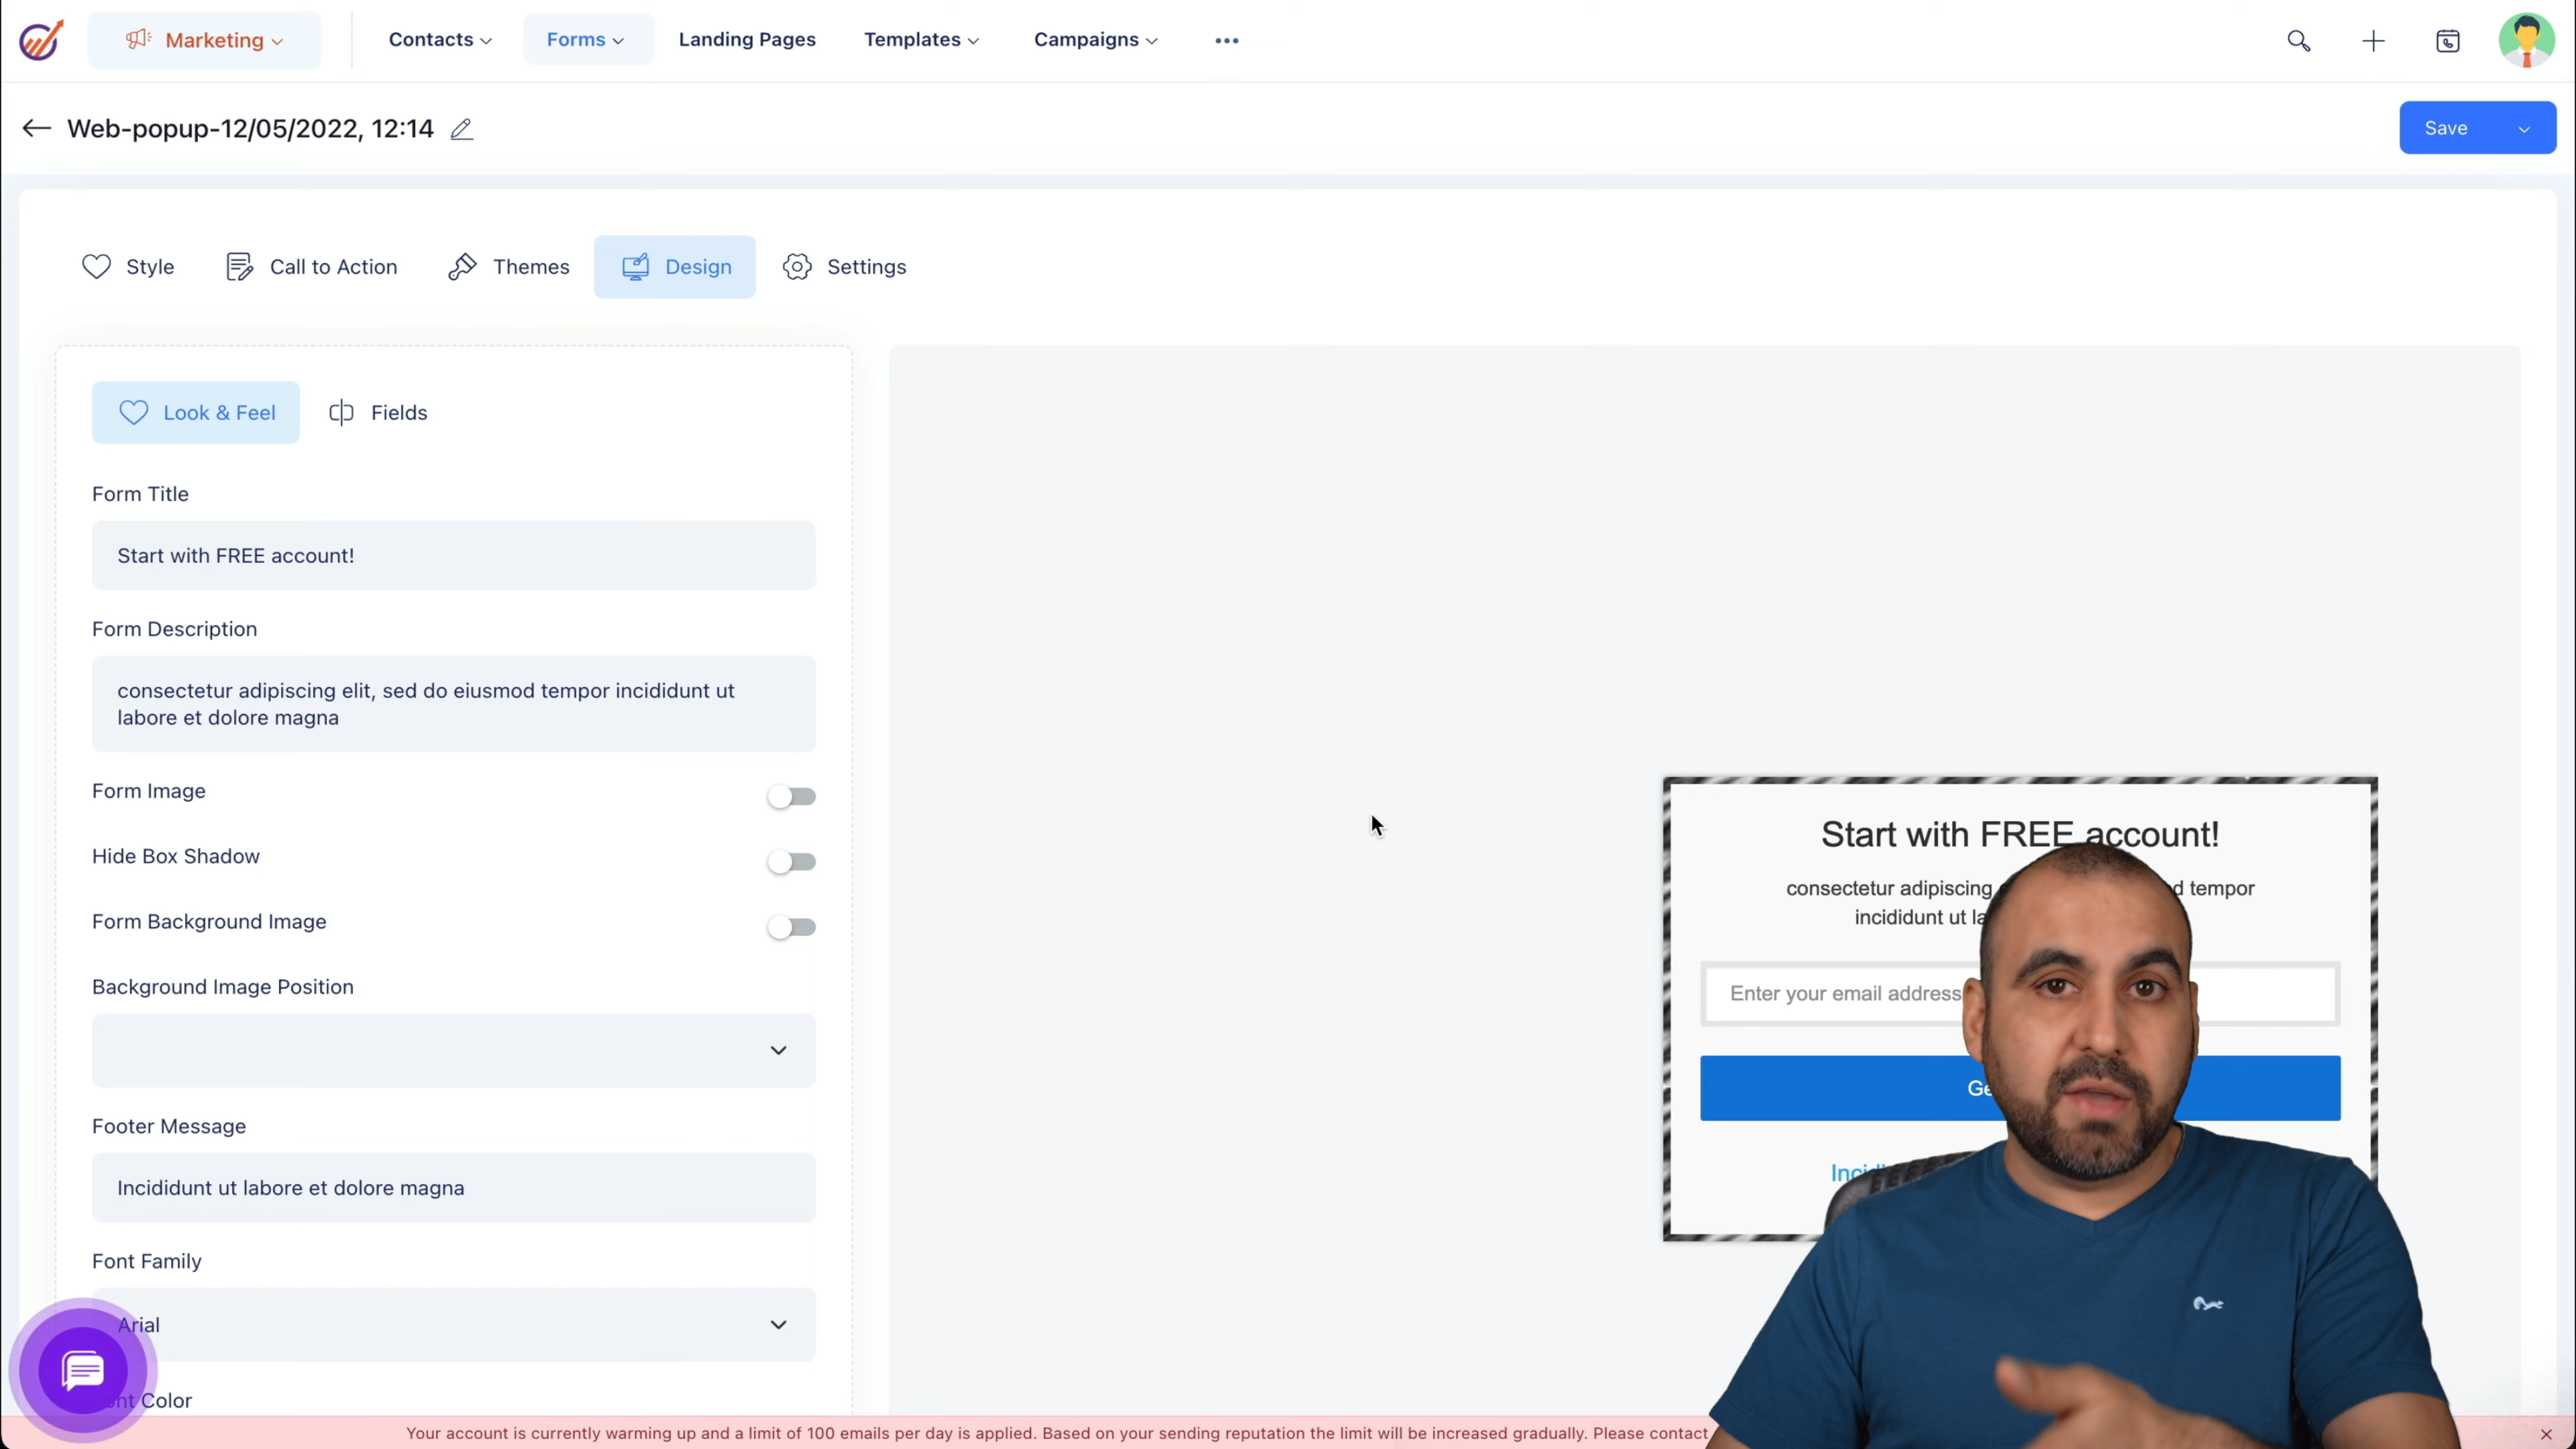 Marketing
Contacts
Forms
Landing Pages
Templates
Campaigns
Web-popup-12/05/2022, 12:14
Save
Style
Call to Action
Themes
Design
Settings
Look & Feel
Fields
Form Title
Start with FREE account!
Form Description
consectetur adipiscing elit, sed do eiusmod tempor incididunt ut
labore et dolore magna
Form Image
Hide Box Shadow
Form Background Image
Background Image Position
Footer Message
Incididunt ut labore et dolore magna
Font Family
Arial
Color
Start with FREE account!
consectetur adipiscing tempor
incididunt ut
Enter your email address
Your account is currently warming up and a limit of 100 emails per day is applied. Based on your sending reputation the limit will be increased gradually. Please contact